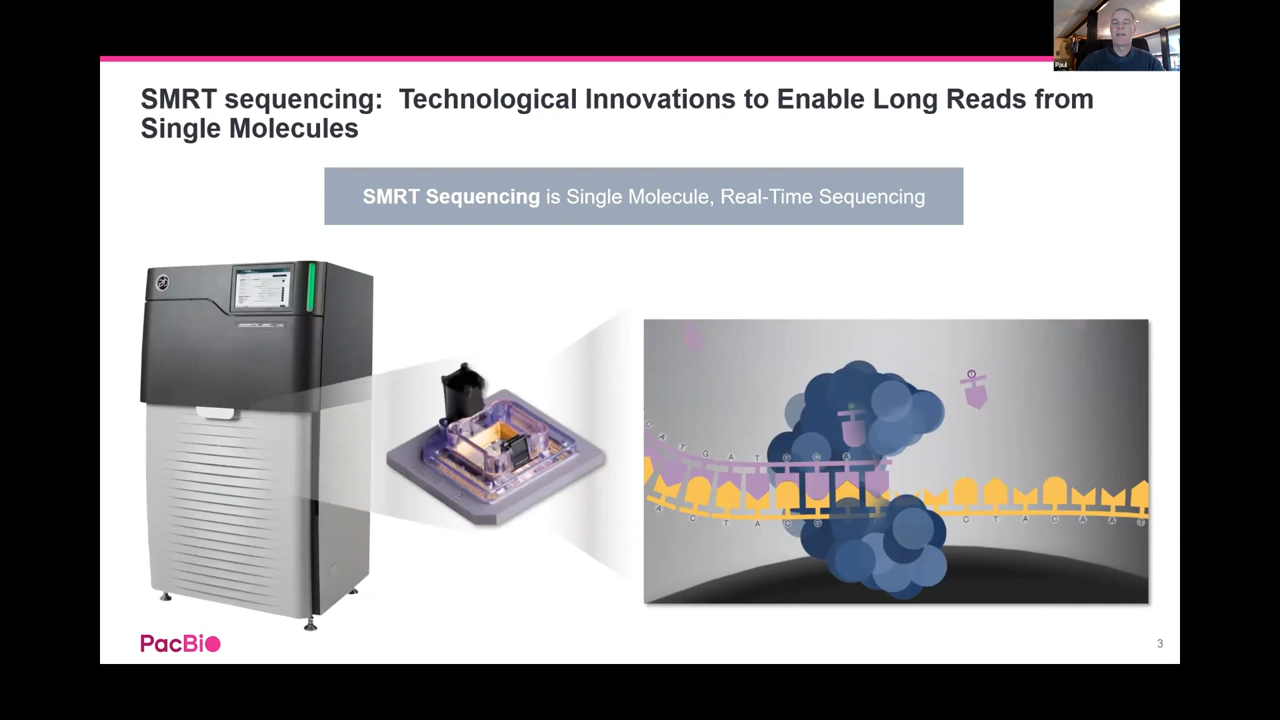 Paul
SMRT sequencing: Technological Innovations to Enable Long Reads from
Single Molecules
SMRT Sequencing is Single Molecule, Real-Time Sequencing
T
C A T G A T G C A
A C T A C G
C T A C A A T
PacBio
3